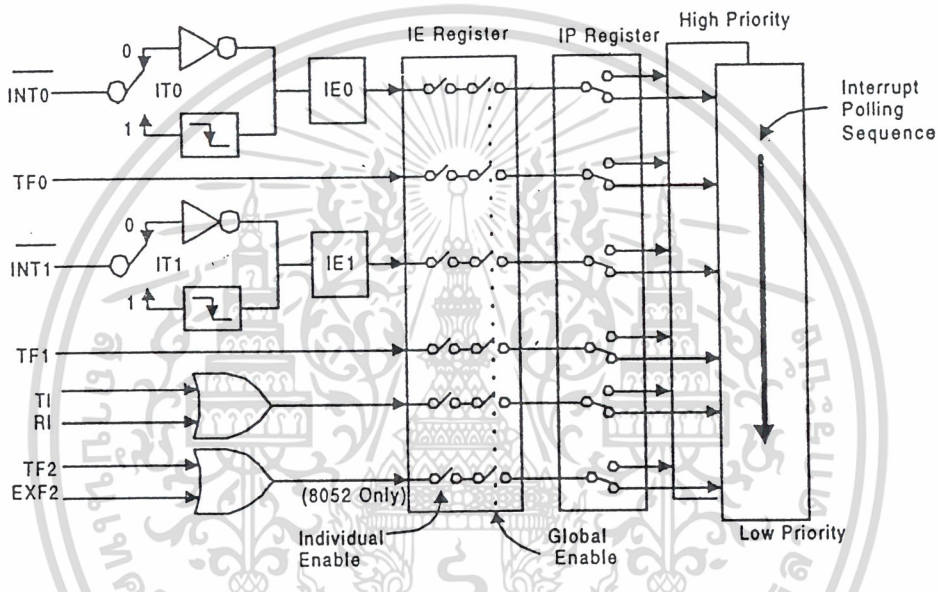 High Priority
IE Register
IP Register
0
INT0
IT0
IE0
1
Interrupt
Polling
Sequence
TF0
0
INT1
IT1
IE1
1
TF1
TI
RI
TF2
EXF2
(8052 Only)
Individual
Enable
Global
Enable
Low Priority